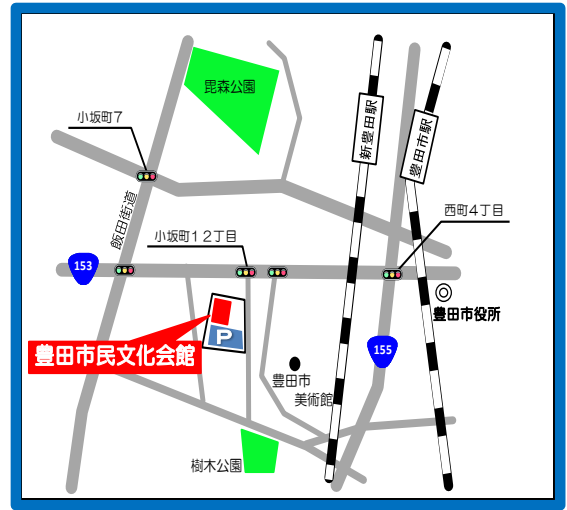 毘森公園
小坂町７
新豊田駅
豊田市駅
飯田街道
西町４丁目
小坂町１２丁目
153
豊田市役所
P
豊田市民文化会館
155
豊田市
美術館
樹木公園